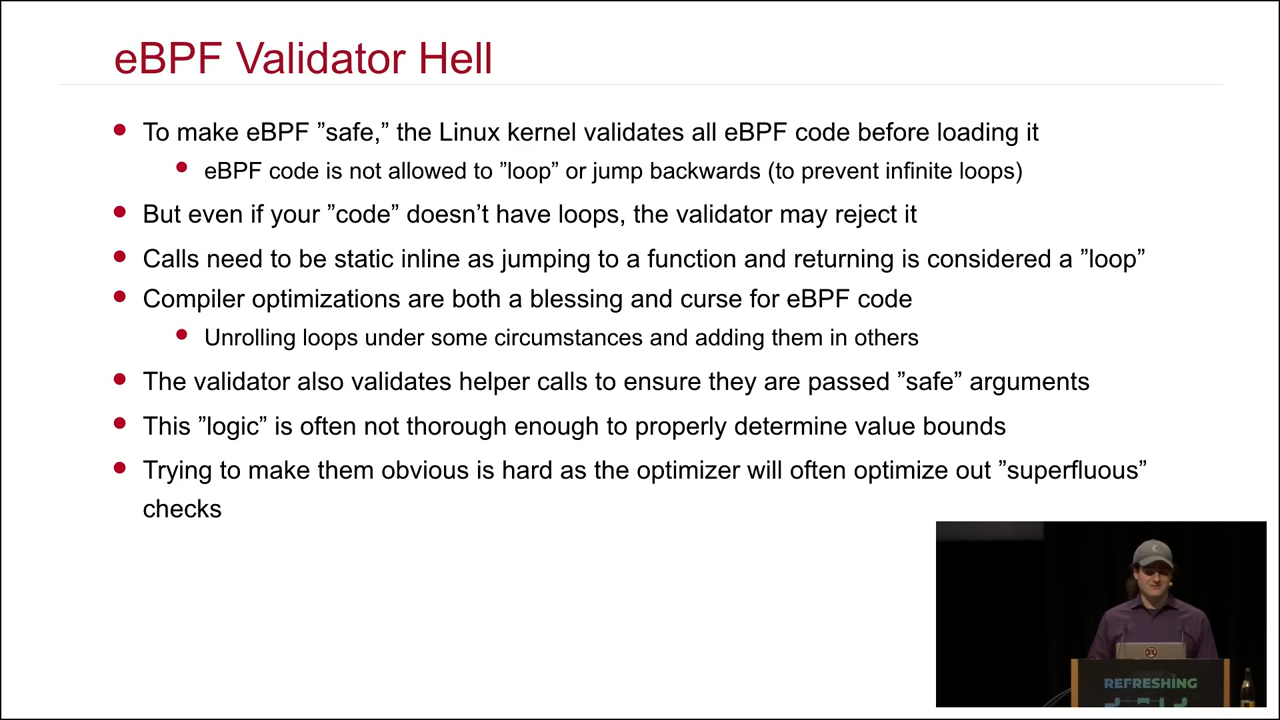 eBPF Validator Hell
To make eBPF ”safe,” the Linux kernel validates all eBPF code before loading it
eBPF code is not allowed to ”loop” or jump backwards (to prevent infinite loops)
But even if your ”code” doesn’t have loops, the validator may reject it
Calls need to be static inline as jumping to a function and returning is considered a ”loop”
Compiler optimizations are both a blessing and curse for eBPF code
Unrolling loops under some circumstances and adding them in others
The validator also validates helper calls to ensure they are passed ”safe” arguments
This ”logic” is often not thorough enough to properly determine value bounds
Trying to make them obvious is hard as the optimizer will often optimize out ”superfluous”
checks
REFRESHING